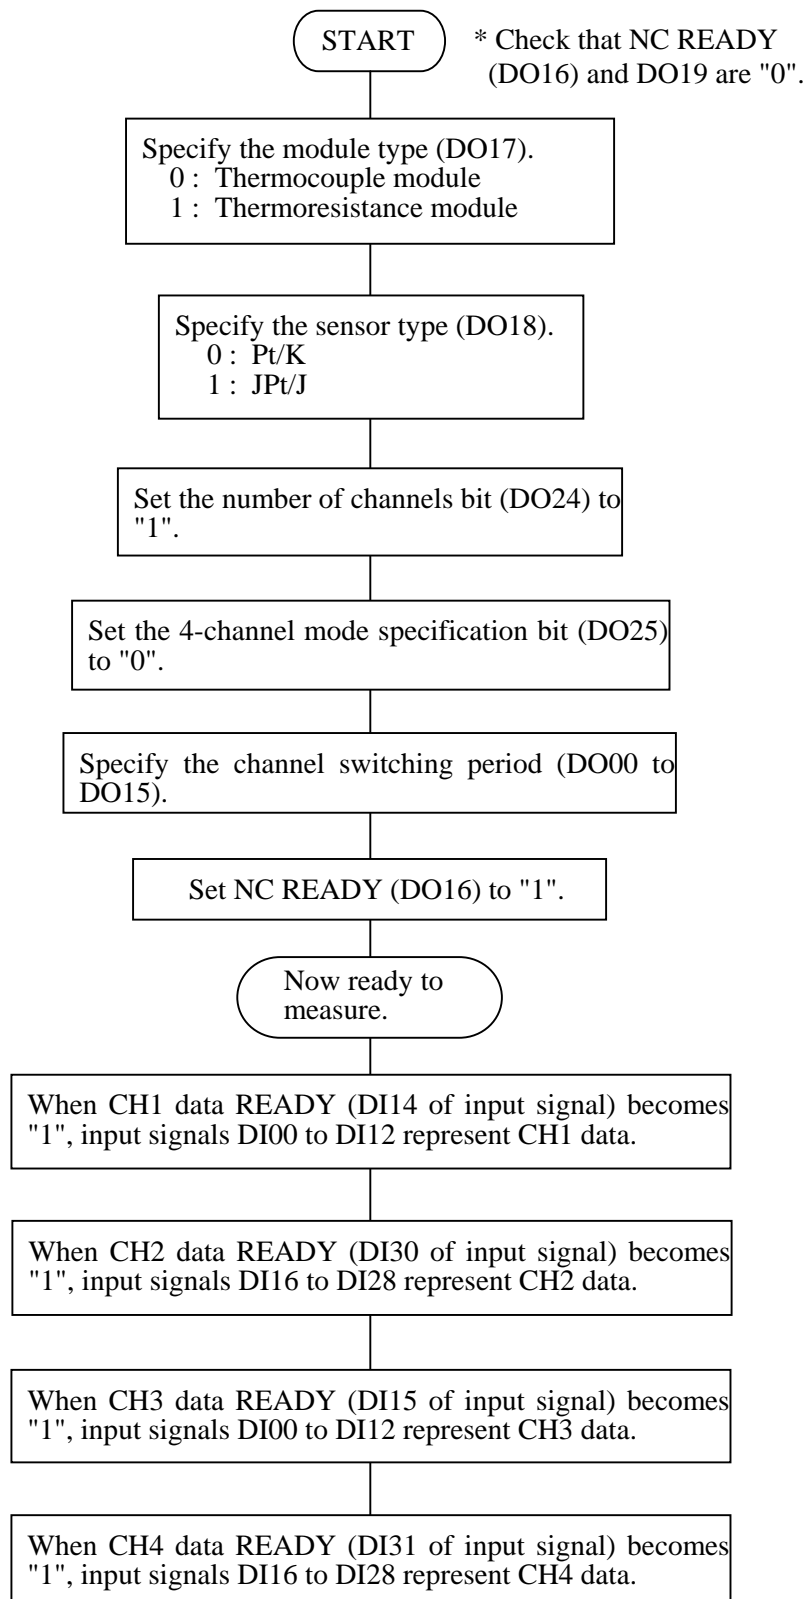 START
* Check that NC READY
(DO16) and DO19 are "0".
Specify the module type (DO17).
0 : Thermocouple module
1 : Thermoresistance module
Specify the sensor type (DO18).
0 : Pt/K
1 : JPt/J
Set the number of channels bit (DO24) to
"1".
Set the 4-channel mode specification bit (DO25)
to "0".
Specify the channel switching period (DO00 to
DO15).
Set NC READY (DO16) to "1".
Now ready to
measure.
When CH1 data READY (DI14 of input signal) becomes
"1", input signals DI00 to DI12 represent CH1 data.
When CH2 data READY (DI30 of input signal) becomes
"1", input signals DI16 to DI28 represent CH2 data.
When CH3 data READY (DI15 of input signal) becomes
"1", input signals DI00 to DI12 represent CH3 data.
When CH4 data READY (DI31 of input signal) becomes
"1", input signals DI16 to DI28 represent CH4 data.